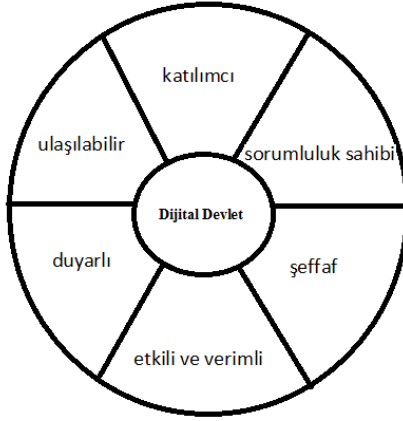 katılımcı
ulaşılabilir
sorumluluk sahibi
Dijital Devlet
duyarlı
şeffaf
etkili ve verimli